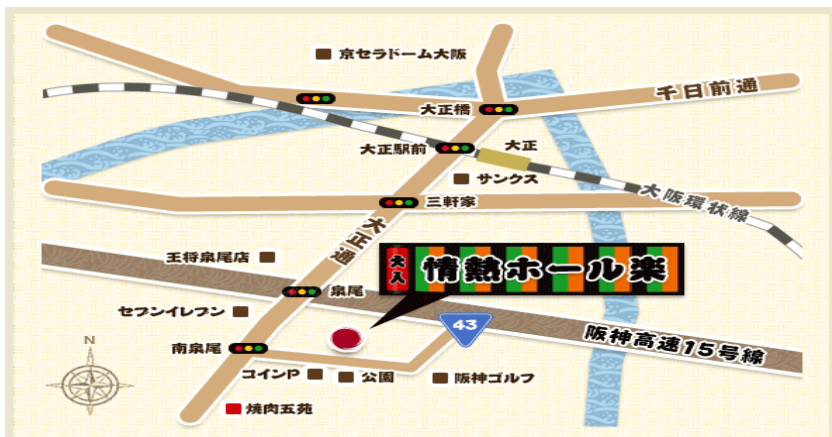 京セラドーム大阪
千日前通
大正橋
大正駅前
大正
サンクス
大阪環状線
三軒家
大正通
王将泉尾店
大入
情熱ホール楽
泉尾
セブンイレブン
43
阪神高速15号線
N
南泉尾
コインP
公園
阪神ゴルフ
焼肉五苑